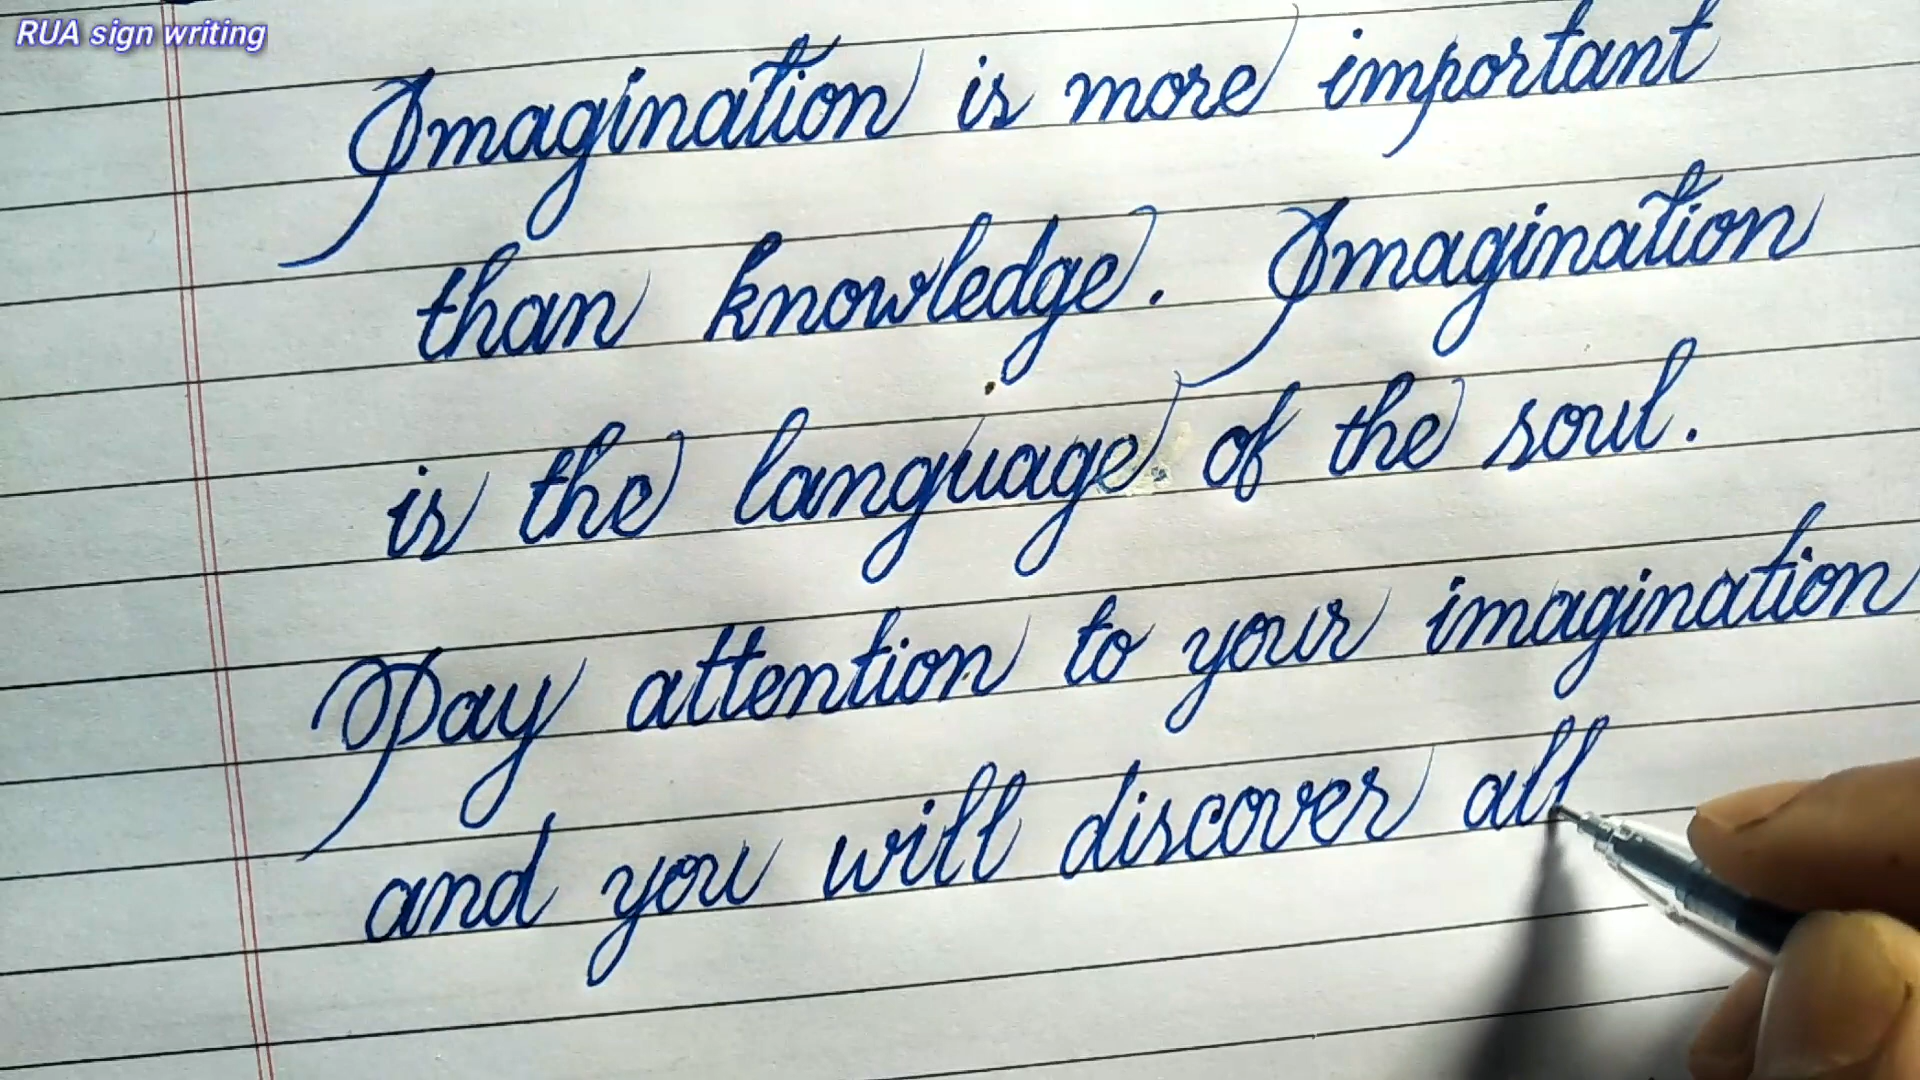 RUA sign writing
Imagination is more important
than knowledge. Imagination
is the language of the soul.
Pay attention to your imagination
and you will discover all